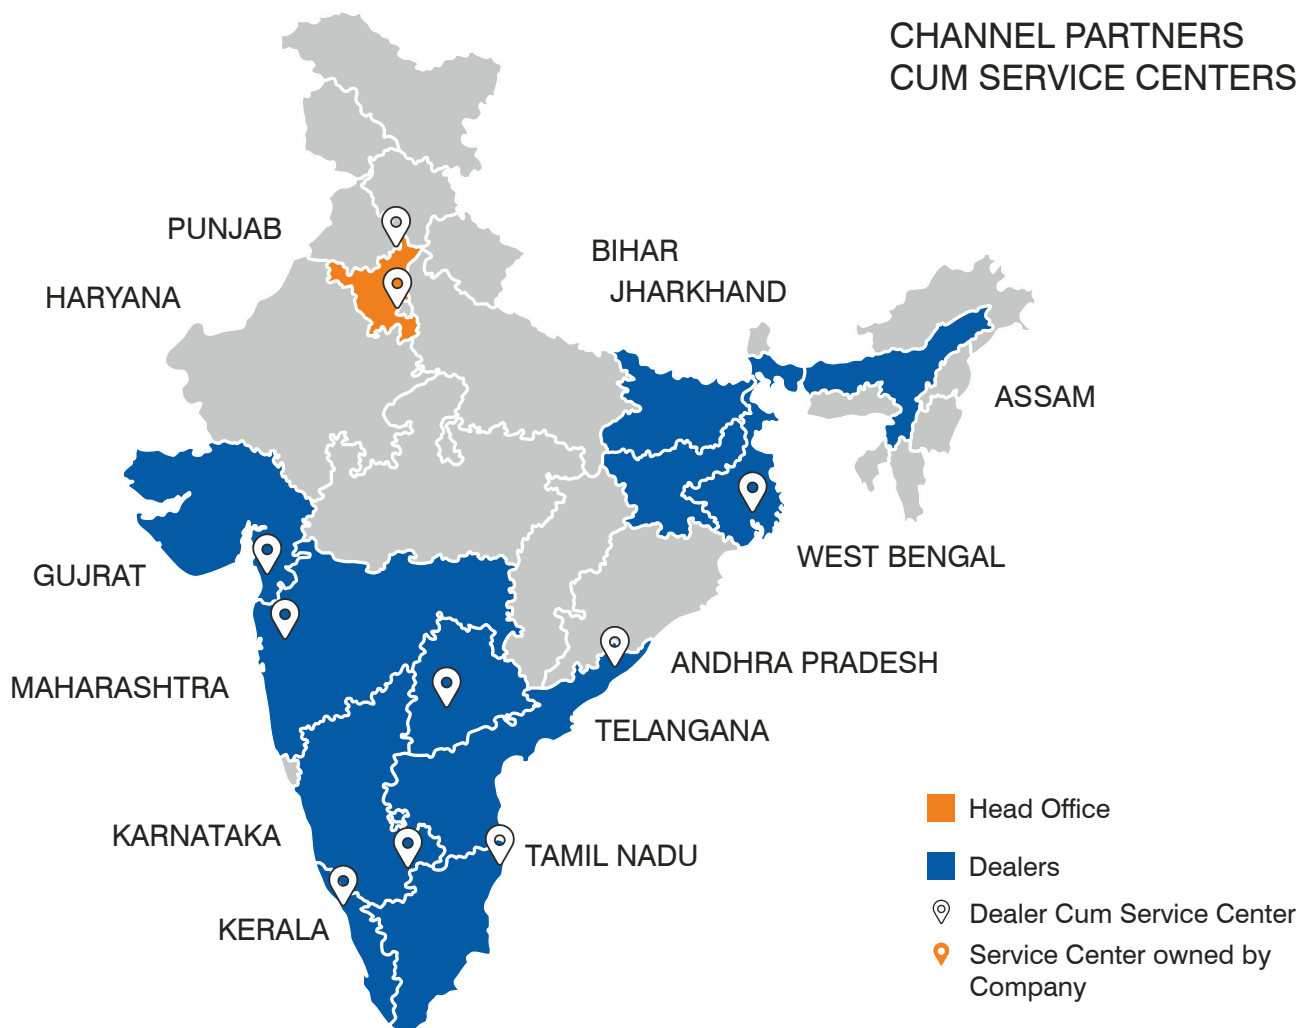 CHANNEL PARTNERS
CUM SERVICE CENTERS
PUNJAB
BIHAR
HARYANA
JHARKHAND
ASSAM
GUJRAT
WEST BENGAL
MAHARASHTRA
ANDHRA PRADESH
TELANGANA
KARNATAKA
TAMIL NADU
KERALA
Head Office
Dealers
Dealer Cum Service Center
Service Center owned by
Company